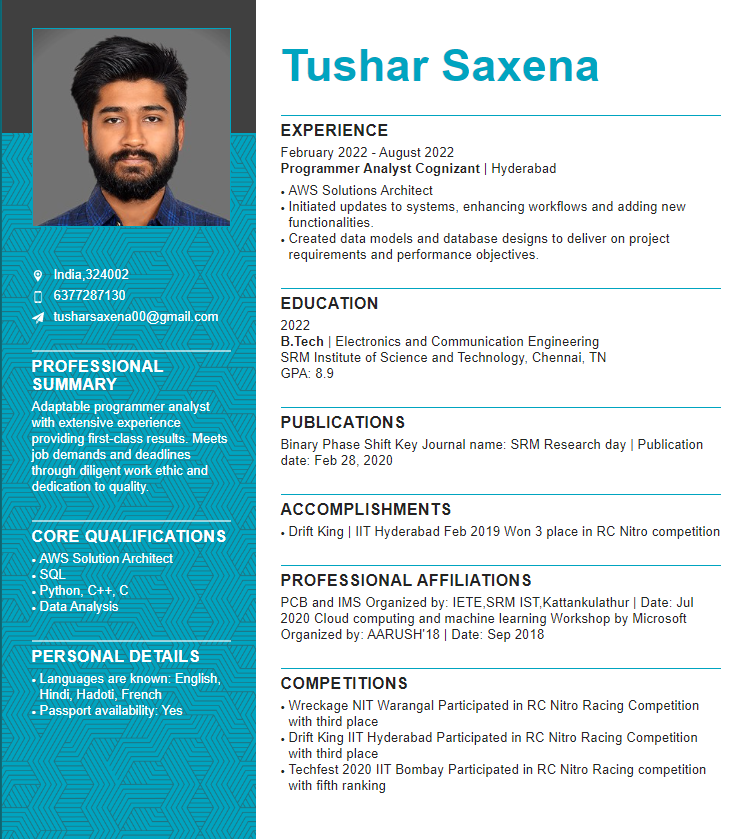 Tushar Saxena
India,324002
6377287130
tusharsaxena00@gmail.com
PROFESSIONAL
SUMMARY
Adaptable programmer analyst
with extensive experience
providing first-class results. Meets
job demands and deadlines
through diligent work ethic and
dedication to quality.
CORE QUALIFICATIONS
• AWS Solution Architect
• SQL
• Python, C++, C
• Data Analysis
PERSONAL DETAILS
• Languages are known: English,
Hindi, Hadoti, French
• Passport availability: Yes
EXPERIENCE
February 2022 - August 2022
Programmer Analyst Cognizant | Hyderabad
• AWS Solutions Architect
• Initiated updates to systems, enhancing workflows and adding new
functionalities.
• Created data models and database designs to deliver on project
requirements and performance objectives.
EDUCATION
2022
B.Tech | Electronics and Communication Engineering
SRM Institute of Science and Technology, Chennai, TN
GPA: 8.9
PUBLICATIONS
Binary Phase Shift Key Journal name: SRM Research day | Publication
date: Feb 28, 2020
ACCOMPLISHMENTS
• Drift King | IIT Hyderabad Feb 2019 Won 3 place in RC Nitro competition
PROFESSIONAL AFFILIATIONS
PCB and IMS Organized by: IETE,SRM IST,Kattankulathur | Date: Jul
2020 Cloud computing and machine learning Workshop by Microsoft
Organized by: AARUSH'18 | Date: Sep 2018
COMPETITIONS
• Wreckage NIT Warangal Participated in RC Nitro Racing Competition
with third place
• Drift King IIT Hyderabad Participated in RC Nitro Racing Competition
with third place
• Techfest 2020 IIT Bombay Participated in RC Nitro Racing competition
with fifth ranking